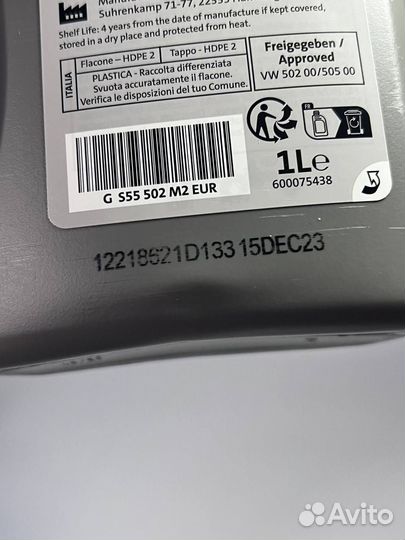 Suhrenkamp 71-77, 22335
Shelf Life: 4 years from the date of manufacture if kept covered,
stored in a dry place and protected from heat.
ITALIA
Flacone – HDPE 2
Tappo - HDPE 2
PLASTICA - Raccolta differenziata
Svuota accuratamente il flacone.
Verifica le disposizioni del tuo Comune.
Freigegeben /
Approved
VW 502 00/505 00
G S55 502 M2 EUR
FR
1L℮
600075438
12218621D133 15DEC23
Avito